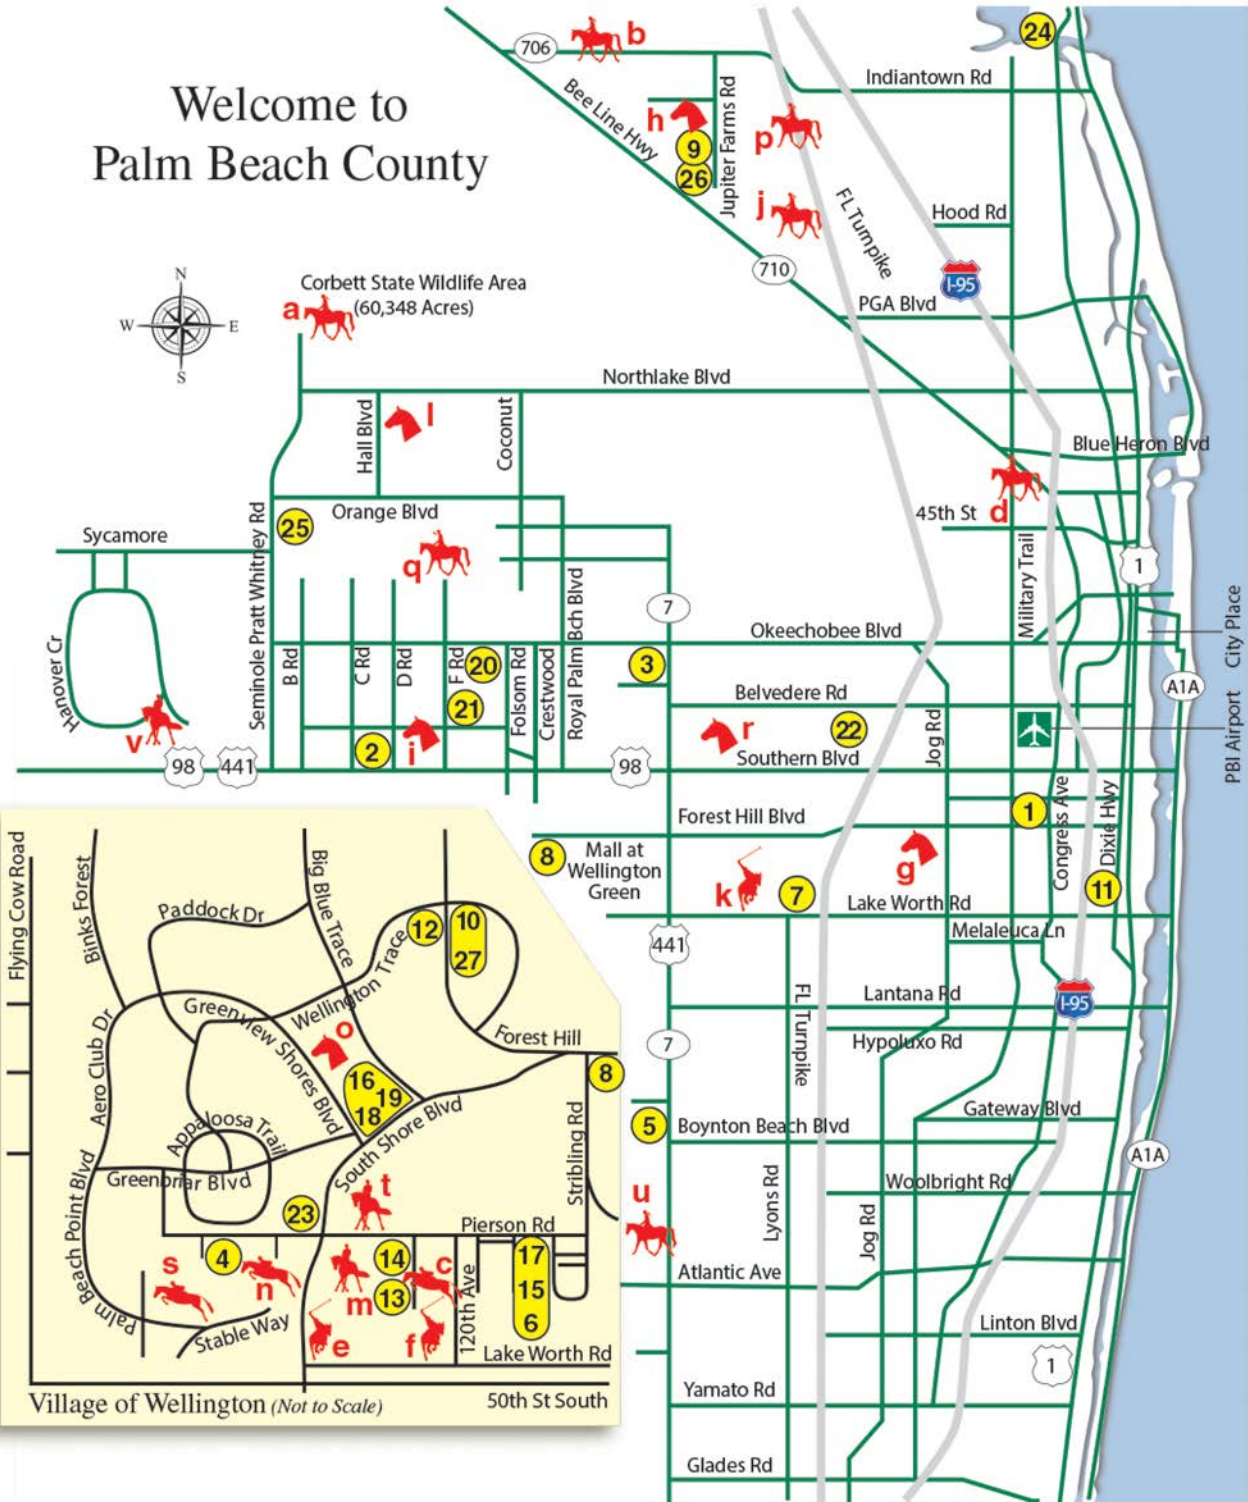 Welcome to
Palm Beach County
N
W
E
S
24
706
b
Indiantown Rd
Bee Line Hwy
h
9
26
Jupiter Farms Rd
p
j
FL Turnpike
Hood Rd
I-95
710
PGA Blvd
Corbett State Wildlife Area
(60,348 Acres)
a
Northlake Blvd
Hall Blvd
l
Coconut
Blue Heron Blvd
Orange Blvd
25
Seminole Pratt Whitney Rd
Sycamore
q
45th St
d
Military Trail
1
7
Royal Palm Bch Blvd
Okeechobee Blvd
City Place
PBI Airport
A1A
Hanover Cr
v
B Rd
C Rd
D Rd
F Rd
20
21
Folsom Rd
Crestwood
3
Belvedere Rd
Jog Rd
2
i
r
22
98
441
98
Southern Blvd
Forest Hill Blvd
1
Congress Ave
Dixie Hwy
8
Mall at
Wellington
Green
k
7
g
11
Lake Worth Rd
Melaleuca Ln
441
Lantana Rd
I-95
FL Turnpike
Hypoluxo Rd
7
Gateway Blvd
5
Boynton Beach Blvd
A1A
Lyons Rd
Woolbright Rd
u
Jog Rd
Atlantic Ave
Linton Blvd
1
Yamato Rd
Glades Rd
Flying Cow Road
Binks Forest
Paddock Dr
Big Blue Trace
12
10
27
Wellington Trace
Greenview Shores Blvd
o
Forest Hill
8
Aero Club Dr
16
19
18
Appaloosa Trail
South Shore Blvd
Stribling Rd
Greenbriar Blvd
Palm Beach Point Blvd
t
23
Pierson Rd
s
4
n
14
m
13
c
17
15
6
120th Ave
e
f
Stable Way
Lake Worth Rd
Village of Wellington (Not to Scale)
50th St South